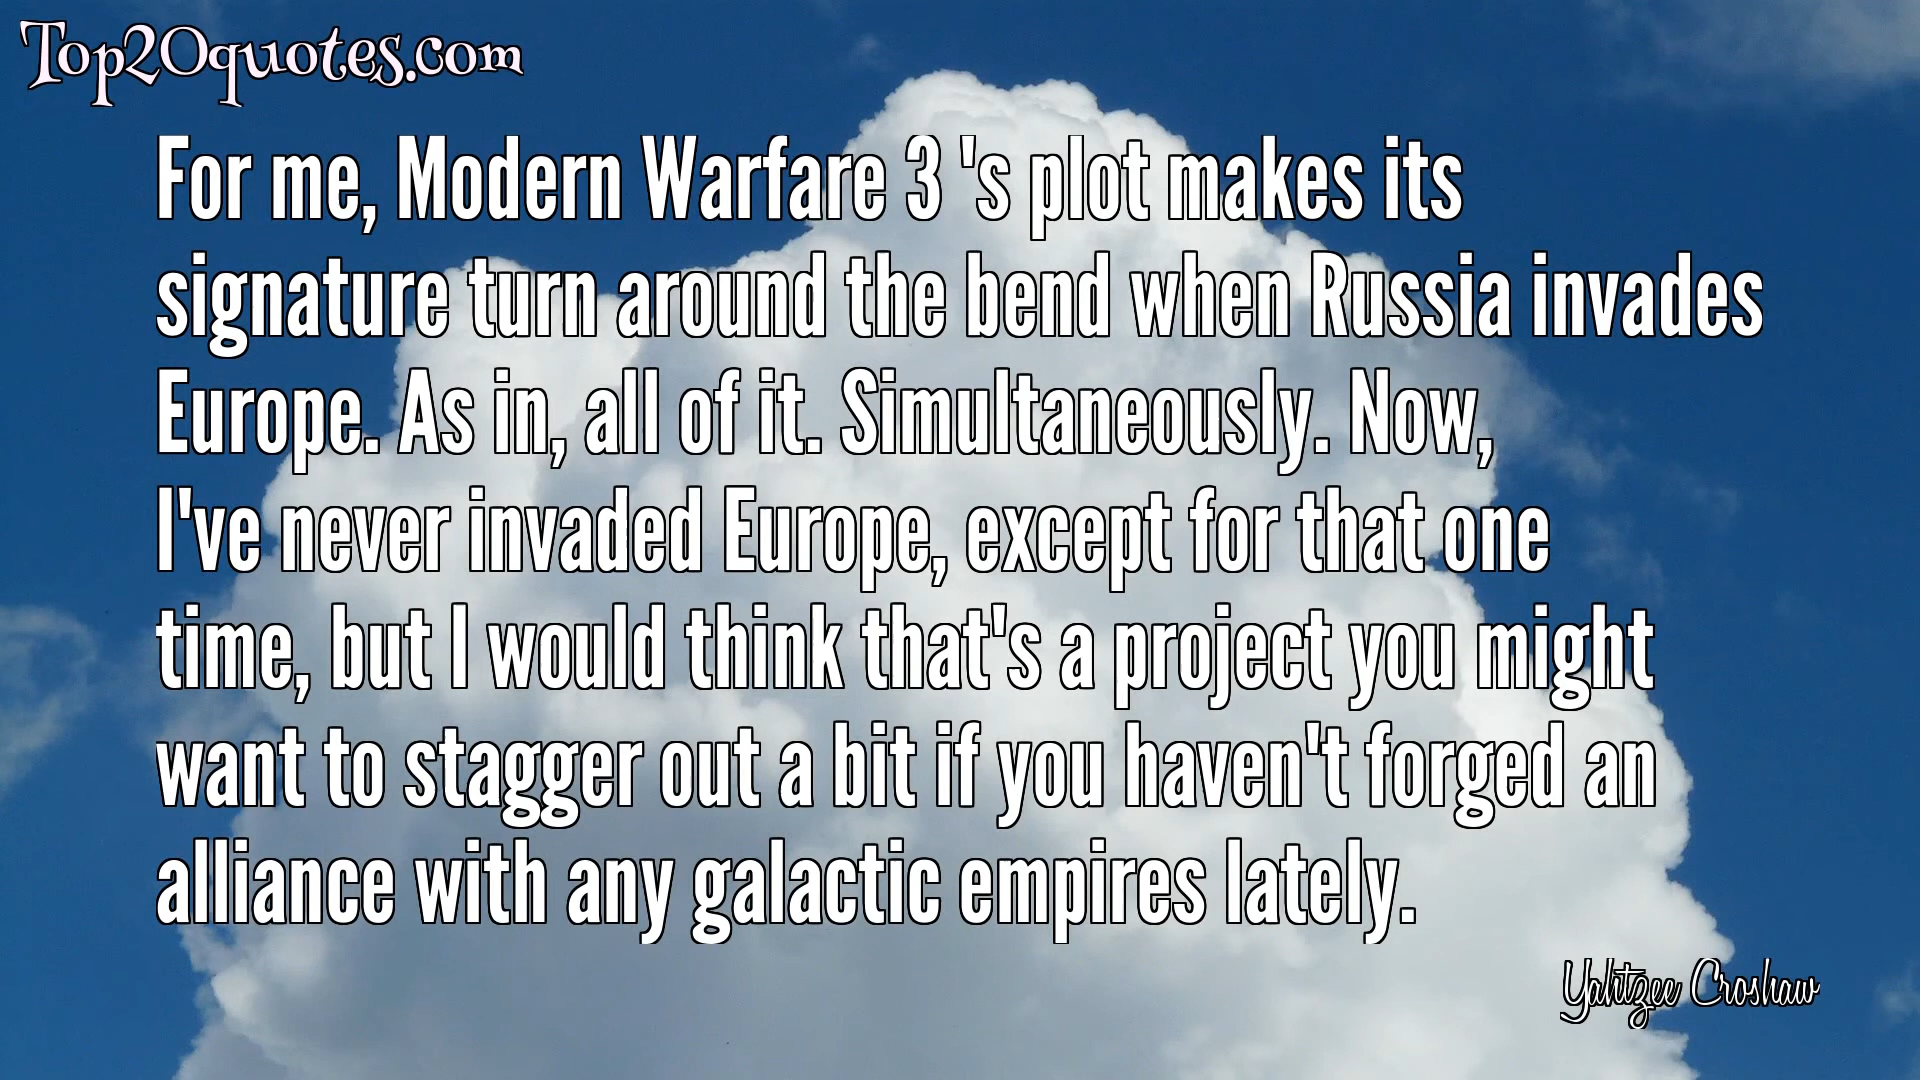 Top20quotes.com
For me, Modern Warfare 3 's plot makes its
signature turn around the bend when Russia invades
Europe. As in, all of it. Simultaneously. Now,
I've never invaded Europe, except for that one
time, but I would think that's a project you might
want to stagger out a bit if you haven't forged an
alliance with any galactic empires lately.
Yahtzee Croshaw